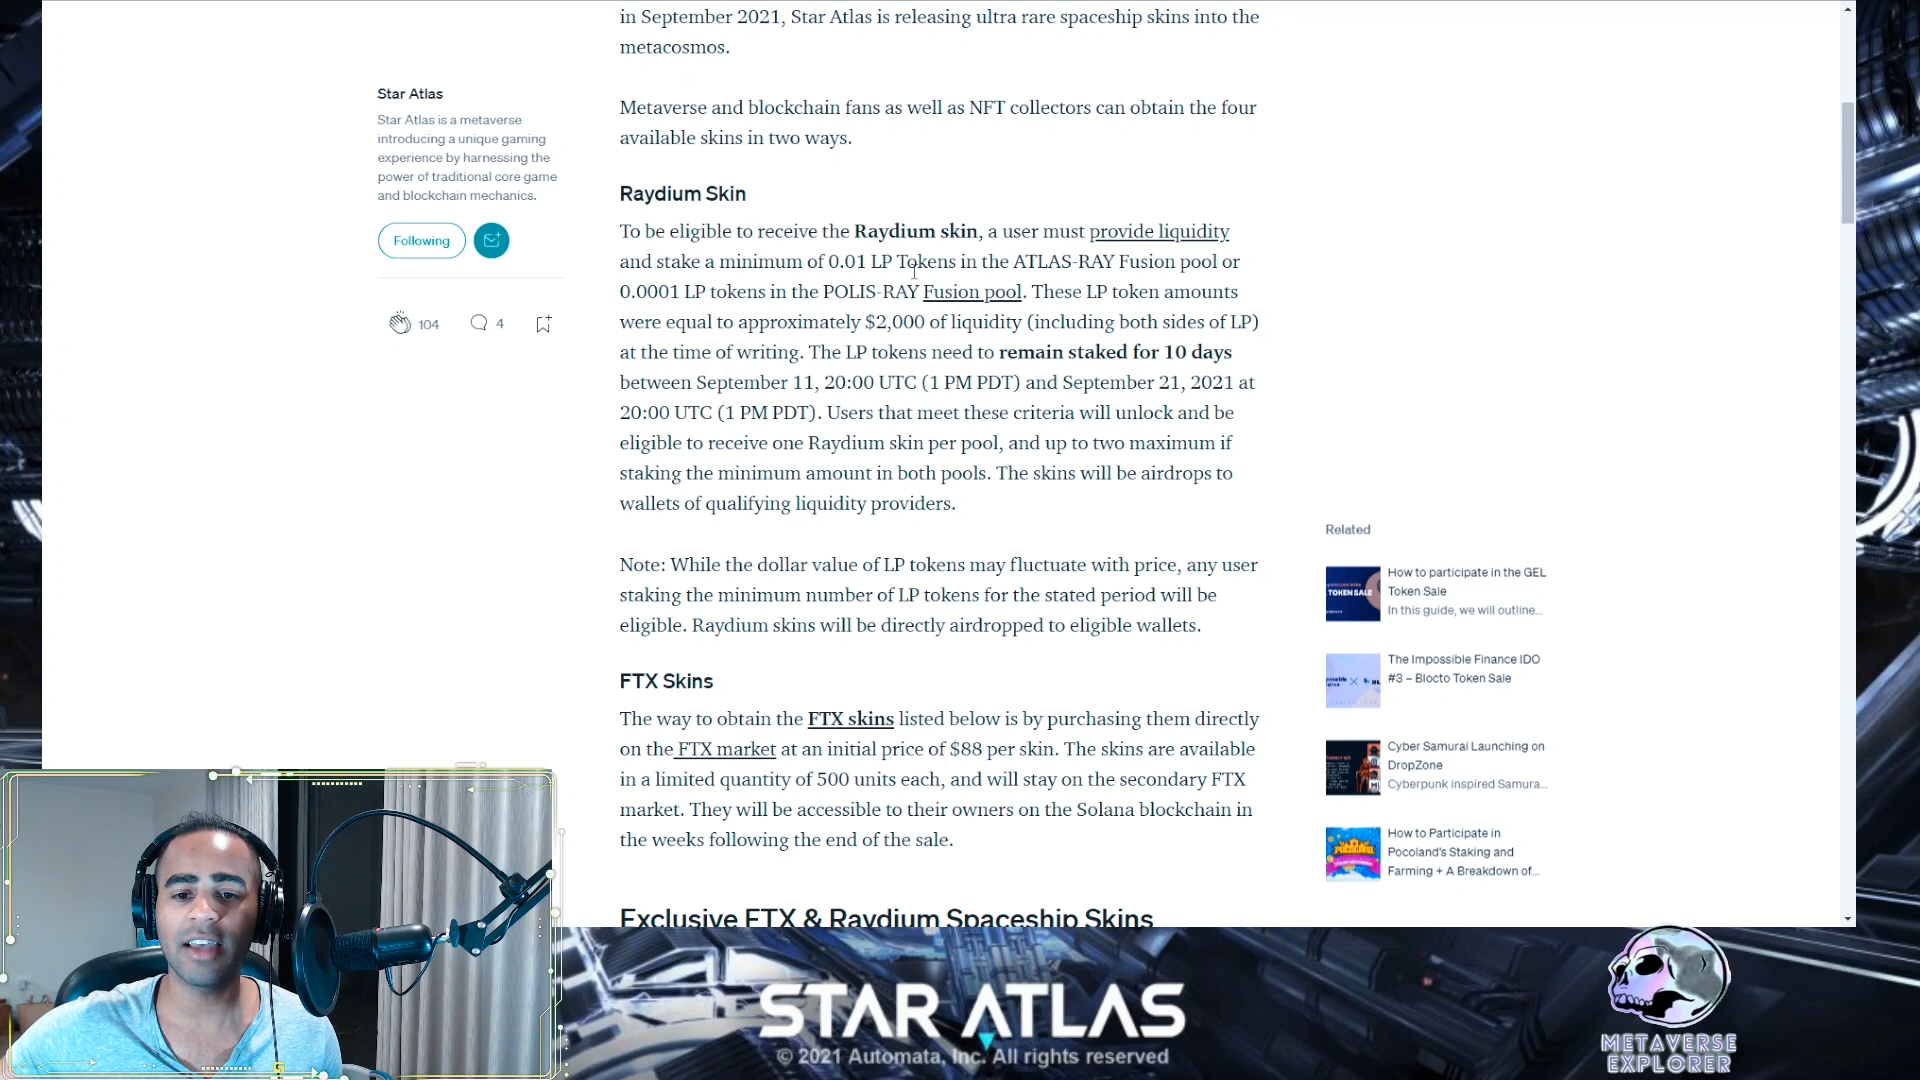 in September 2021, Star Atlas is releasing ultra rare spaceship skins into the
metacosmos.
Star Atlas
Star Atlas is a metaverse
introducing a unique gaming
experience by harnessing the
power of traditional core game
and blockchain mechanics.
Following
104
4
Metaverse and blockchain fans as well as NFT collectors can obtain the four
available skins in two ways.
Raydium Skin
To be eligible to receive the Raydium skin, a user must provide liquidity
and stake a minimum of 0.01 LP Tokens in the ATLAS-RAY Fusion pool or
0.0001 LP tokens in the POLIS-RAY Fusion pool. These LP token amounts
were equal to approximately $2,000 of liquidity (including both sides of LP)
at the time of writing. The LP tokens need to remain staked for 10 days
between September 11, 20:00 UTC (1 PM PDT) and September 21, 2021 at
20:00 UTC (1 PM PDT). Users that meet these criteria will unlock and be
eligible to receive one Raydium skin per pool, and up to two maximum if
staking the minimum amount in both pools. The skins will be airdrops to
wallets of qualifying liquidity providers.
Note: While the dollar value of LP tokens may fluctuate with price, any user
staking the minimum number of LP tokens for the stated period will be
eligible. Raydium skins will be directly airdropped to eligible wallets.
FTX Skins
The way to obtain the FTX skins listed below is by purchasing them directly
on the FTX market at an initial price of $88 per skin. The skins are available
in a limited quantity of 500 units each, and will stay on the secondary FTX
market. They will be accessible to their owners on the Solana blockchain in
the weeks following the end of the sale.
Exclusive FTX & Raydium Spaceship Skins
Related
How to participate in the GEL
Token Sale
In this guide, we will outline...
TOKEN SALE
The Impossible Finance IDO
#3 – Blocto Token Sale
Cyber Samurai Launching on
DropZone
Cyberpunk inspired Samura...
How to Participate in
Pocoland's Staking and
Farming + A Breakdown of...
STAR ATLAS
© 2021 Automata, Inc. All rights reserved
METAVERSE
EXPLORER